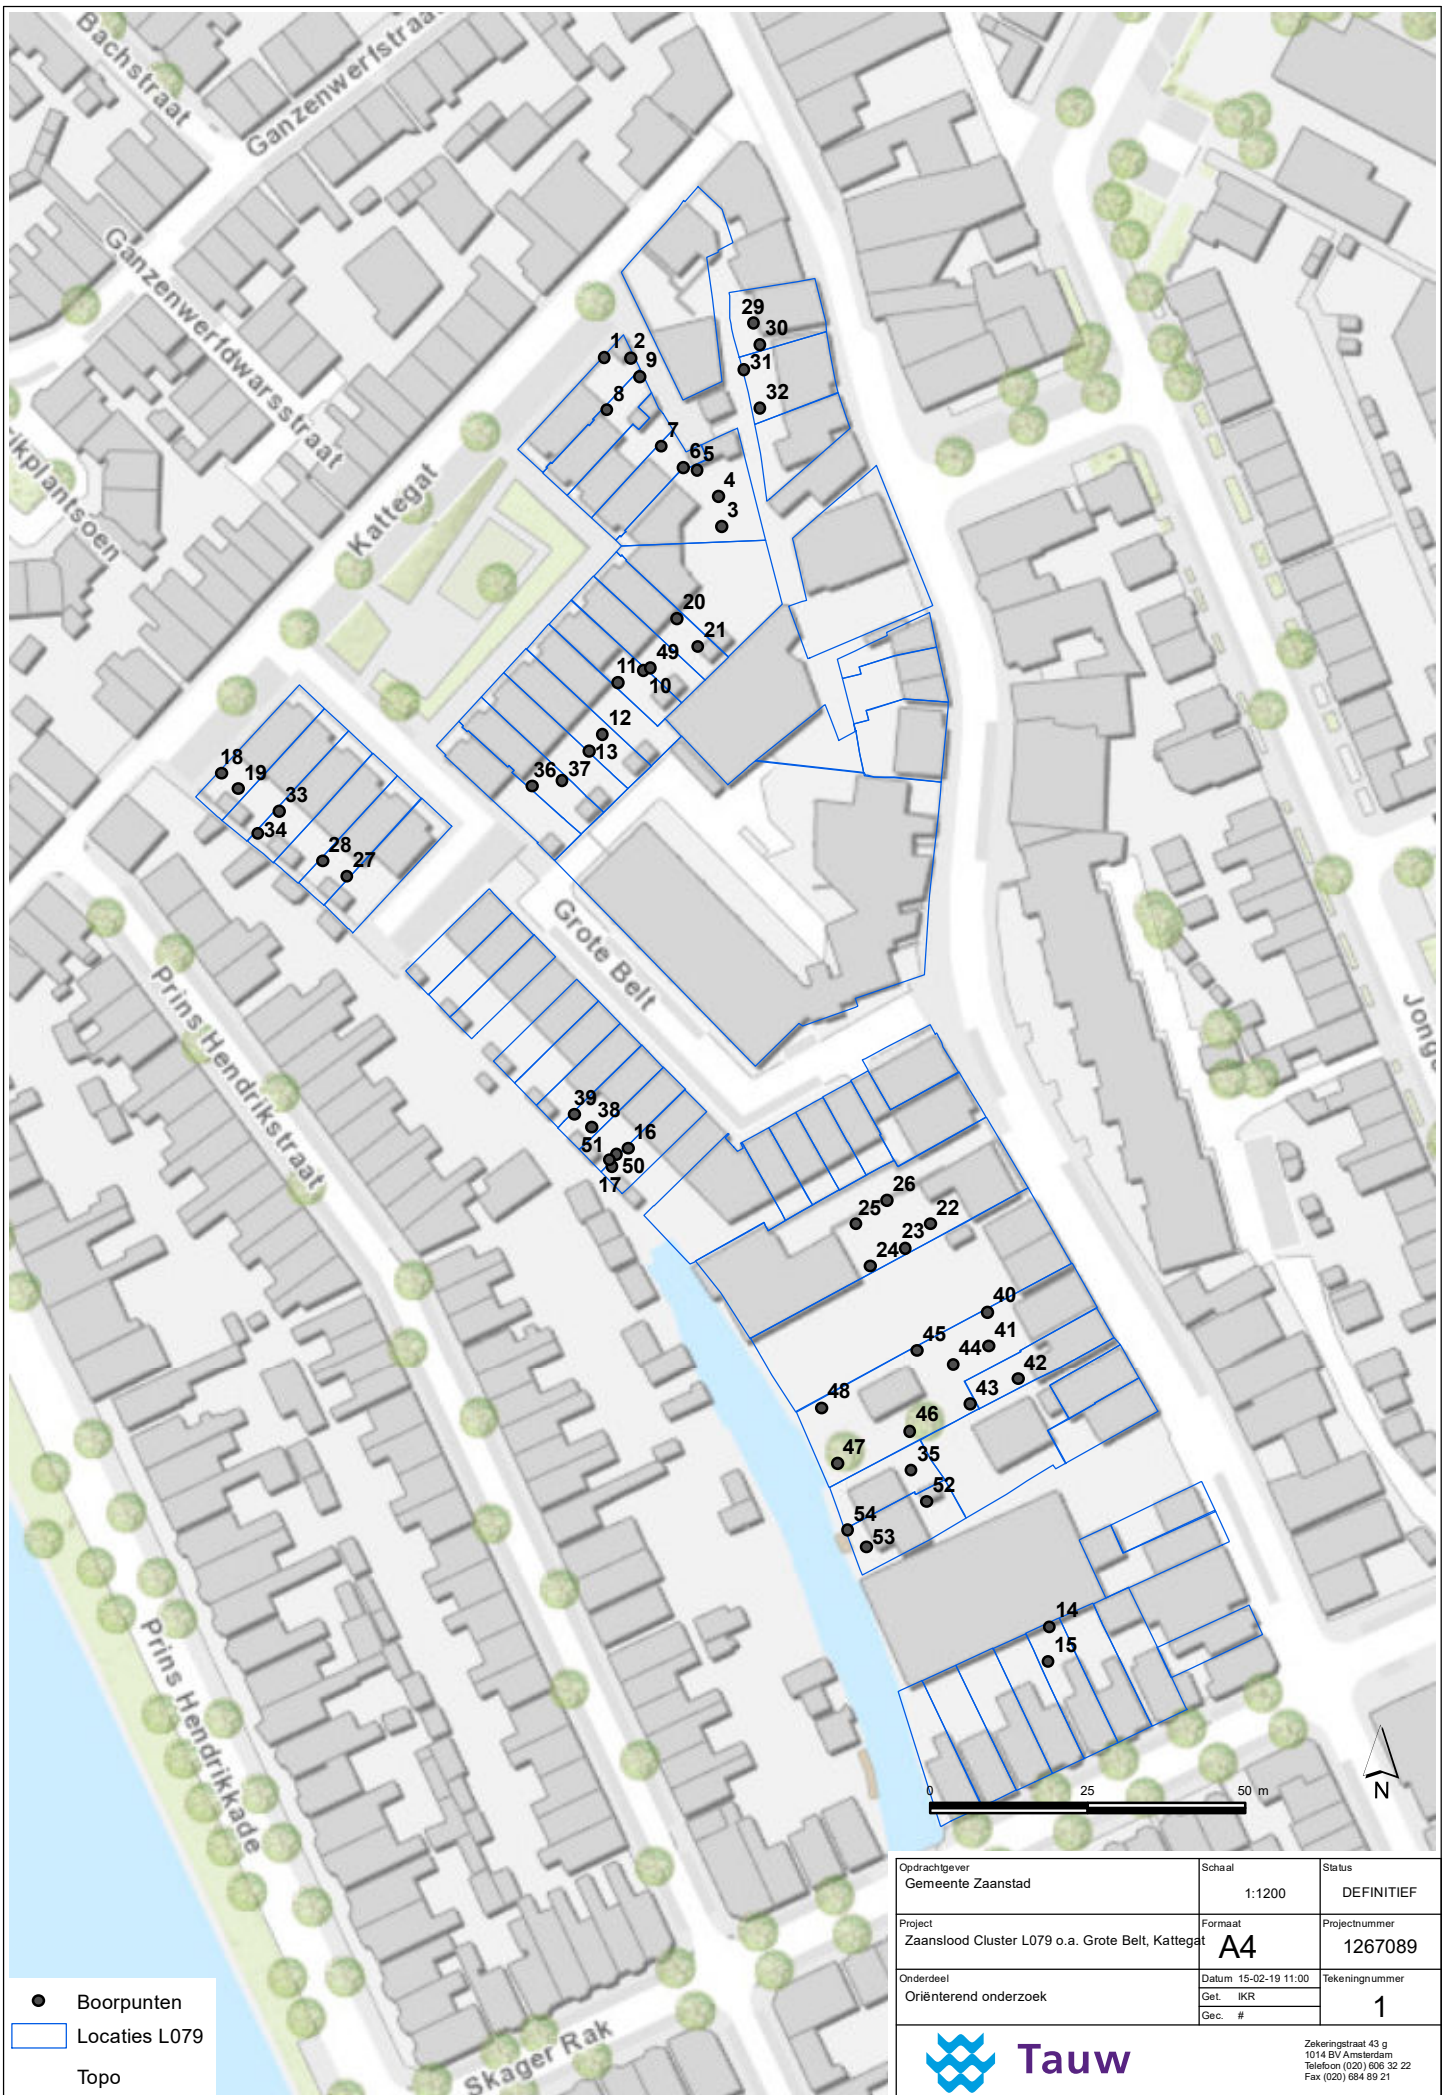 Bachstraat
Ganzenwerfstraat
Ganzenwerfdwarsstraat
ikplantsoen
Kattegat
Grote Belt
Prins Hendrikstraat
Prins Hendrikkade
Skager Rak
Jong
29
30
1
2
9
31
8
32
7
6
5
4
3
20
21
49
11
10
12
13
18
19
36
37
33
34
28
27
39
38
16
51
50
17
26
25
22
23
24
40
45
41
44
42
48
43
46
47
35
52
54
53
14
15
0 25 50 m
N
Opdrachtgever
Gemeente Zaanstad
Schaal
1:1200
Status
DEFINITIEF
Project
Zaanslood Cluster L079 o.a. Grote Belt, Kattegat
Formaat
A4
Projectnummer
1267089
Onderdeel
Oriënterend onderzoek
Datum 15-02-19 11:00
Get. IKR
Gec. #
Tekeningnummer
1
Tauw
Zekeringstraat 43 g
1014 BV Amsterdam
Telefoon (020) 606 32 22
Fax (020) 684 89 21
Boorpunten
Locaties L079
Topo